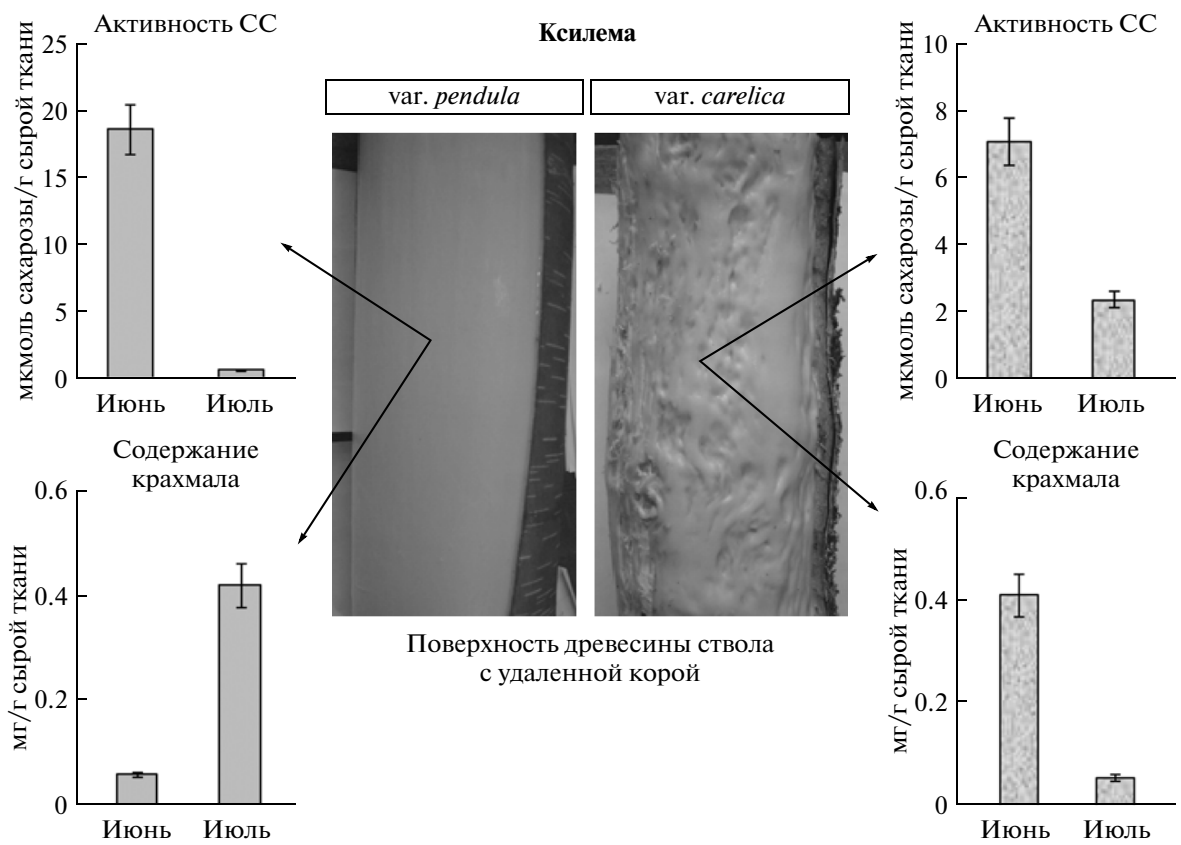 Ксилема
var. pendula
var. carelica
Поверхность древесины ствола
с удаленной корой
Активность СС
мкмоль сахарозы/г сырой ткани
25
20
15
10
5
0
Июнь Июль
Содержание
крахмала
мг/г сырой ткани
0.6
0.4
0.2
0
Июнь Июль
Активность СС
мкмоль сахарозы/г сырой ткани
10
8
6
4
2
0
Июнь Июль
Содержание
крахмала
мг/г сырой ткани
0.6
0.4
0.2
0
Июнь Июль